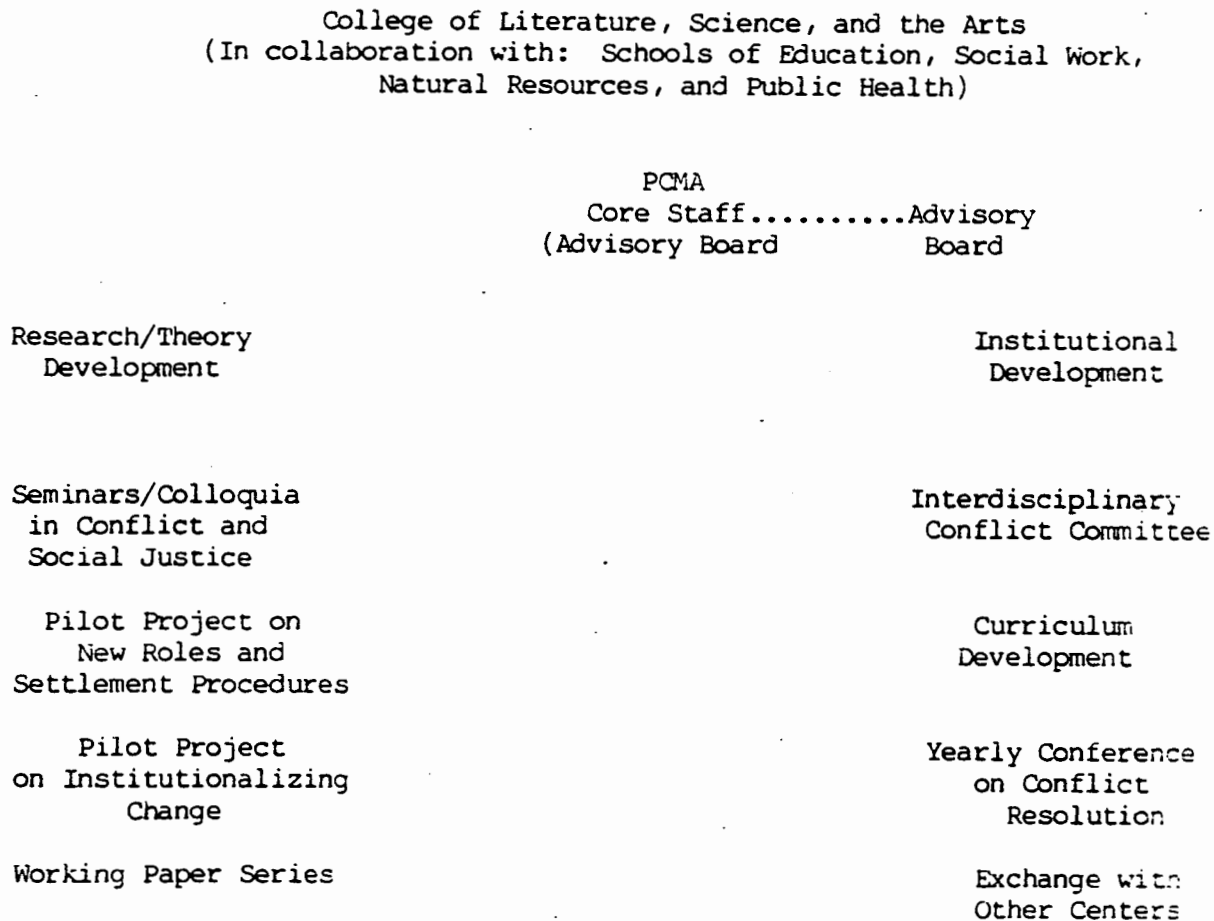 College of Literature, Science, and the Arts
(In collaboration with: Schools of Education, Social Work,
Natural Resources, and Public Health)
PCMA
Core Staff..........Advisory
(Advisory Board Board
Research/Theory
Development
Institutional
Development
Seminars/Colloquia
in Conflict and
Social Justice
Interdisciplinary
Conflict Committee
Pilot Project on
New Roles and
Settlement Procedures
Curriculum
Development
Pilot Project
on Institutionalizing
Change
Yearly Conference
on Conflict
Resolution
Working Paper Series
Exchange with
Other Centers